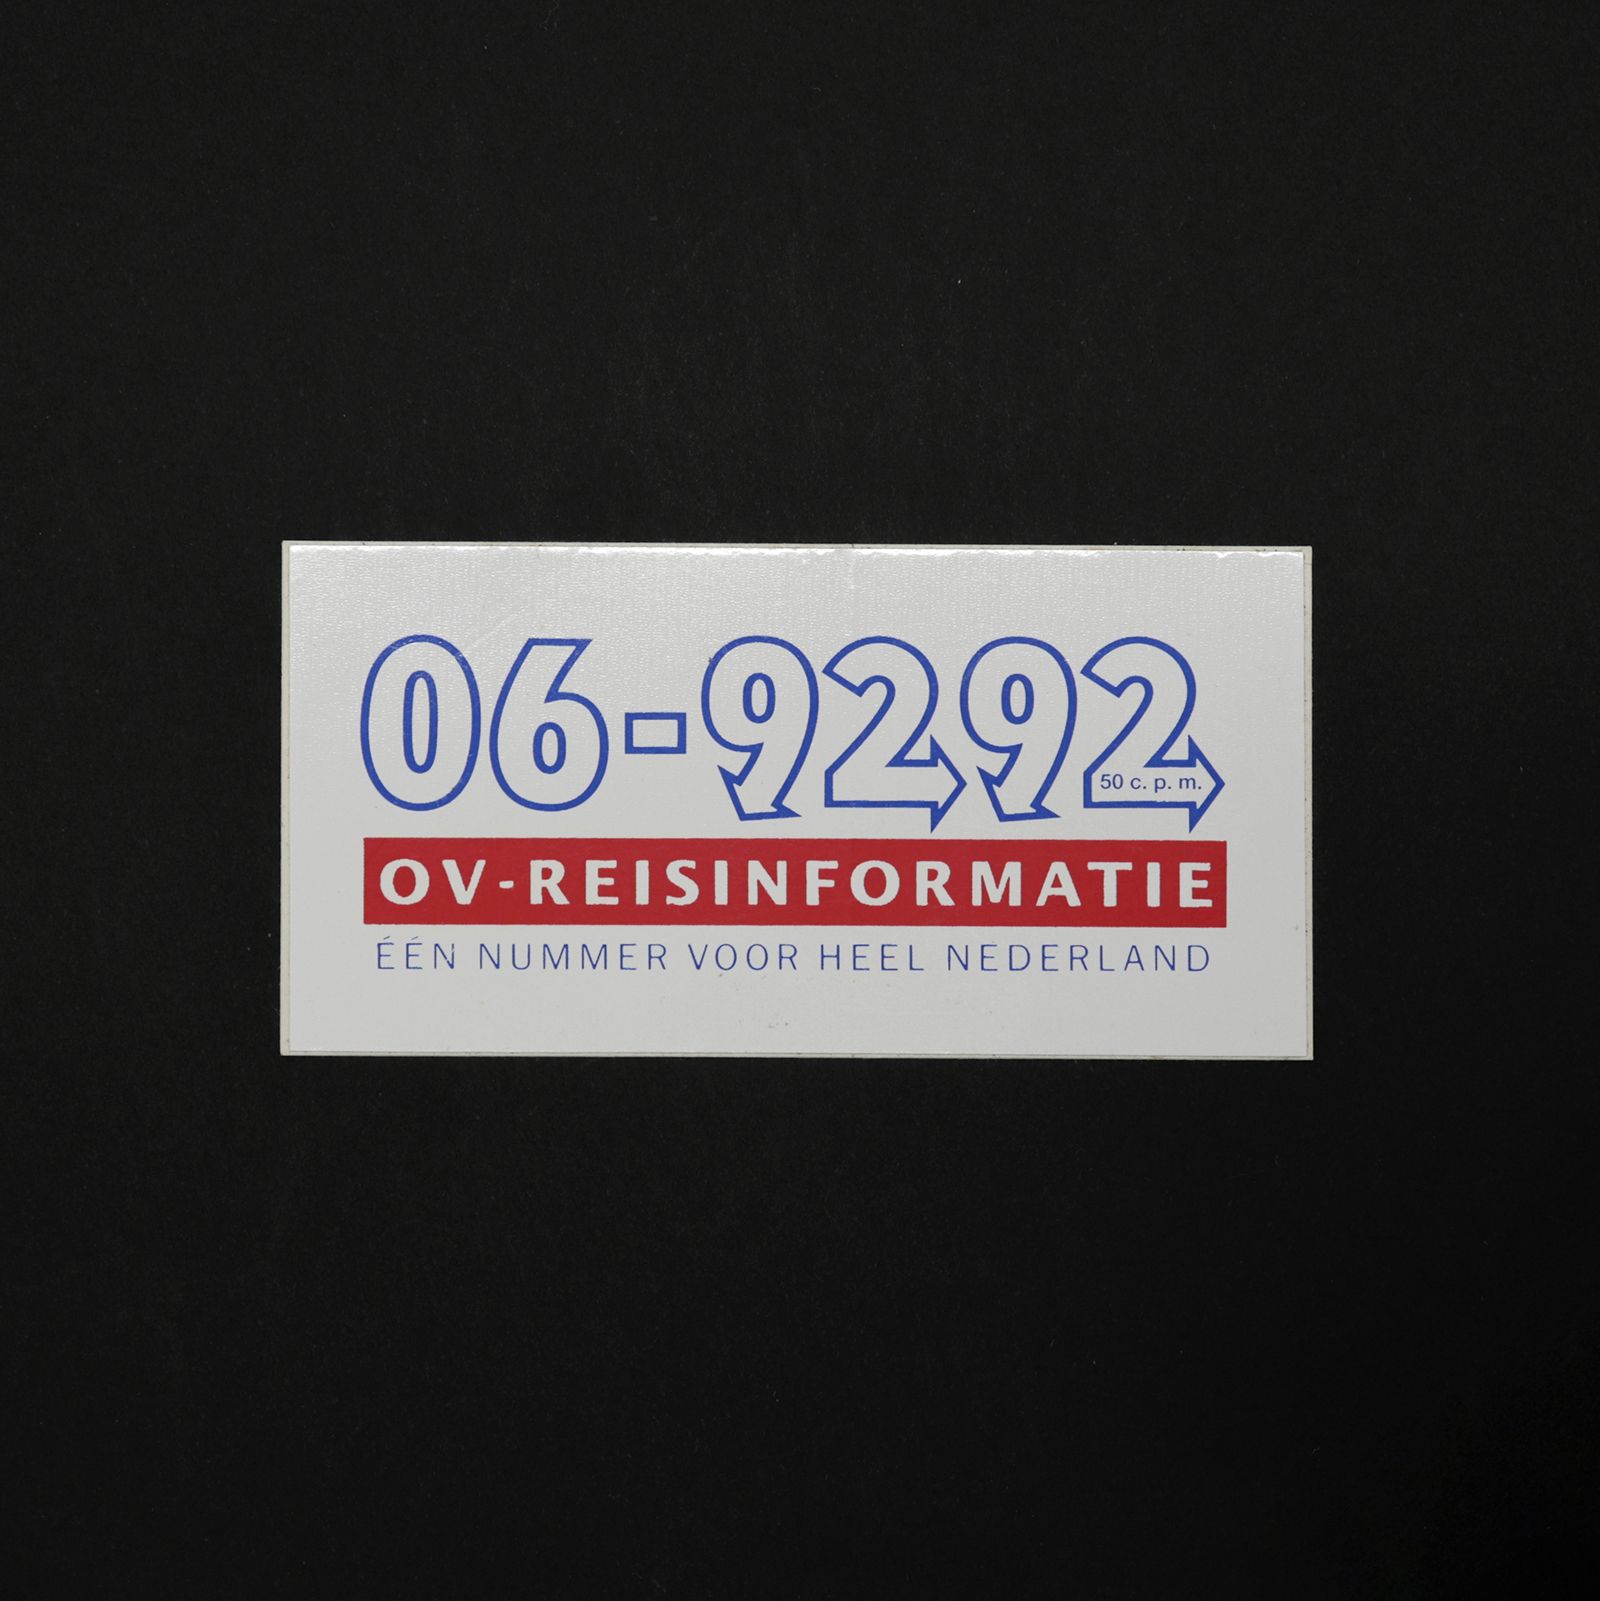 06-9292
50 c. p. m.
OV-REISINFORMATIE
ÉÉN NUMMER VOOR HEEL NEDERLAND